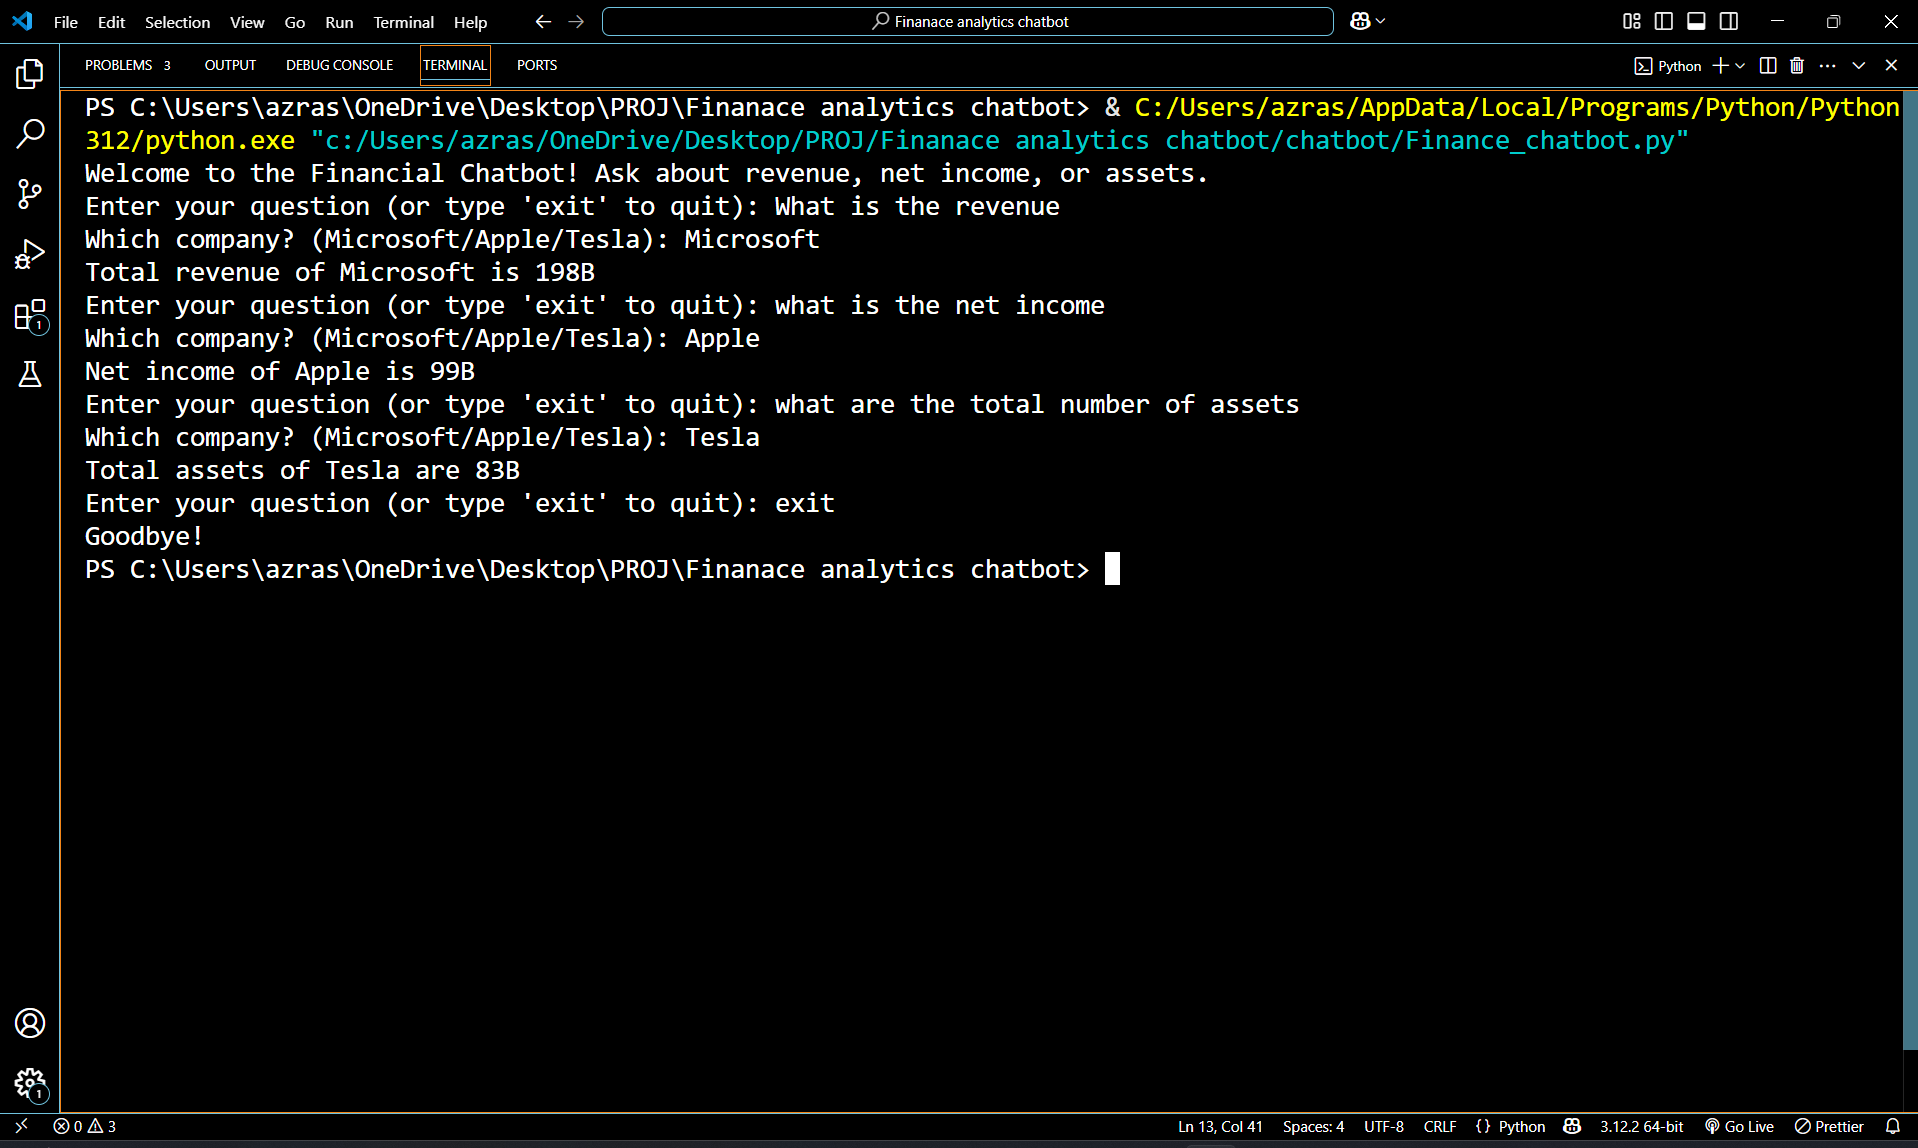 File Edit Selection View Go Run Terminal Help Finanace analytics chatbot
PROBLEMS 3 OUTPUT DEBUG CONSOLE TERMINAL PORTS Python
PS C:\Users\azras\OneDrive\Desktop\PROJ\Finanace analytics chatbot> & C:/Users/azras/AppData/Local/Programs/Python/Python
312/python.exe "c:/Users/azras/OneDrive/Desktop/PROJ/Finanace analytics chatbot/chatbot/Finance_chatbot.py"
Welcome to the Financial Chatbot! Ask about revenue, net income, or assets.
Enter your question (or type 'exit' to quit): What is the revenue
Which company? (Microsoft/Apple/Tesla): Microsoft
Total revenue of Microsoft is 198B
Enter your question (or type 'exit' to quit): what is the net income
Which company? (Microsoft/Apple/Tesla): Apple
Net income of Apple is 99B
Enter your question (or type 'exit' to quit): what are the total number of assets
Which company? (Microsoft/Apple/Tesla): Tesla
Total assets of Tesla are 83B
Enter your question (or type 'exit' to quit): exit
Goodbye!
PS C:\Users\azras\OneDrive\Desktop\PROJ\Finanace analytics chatbot>
1
1
0 3 Ln 13, Col 41 Spaces: 4 UTF-8 CRLF {} Python 3.12.2 64-bit Go Live Prettier